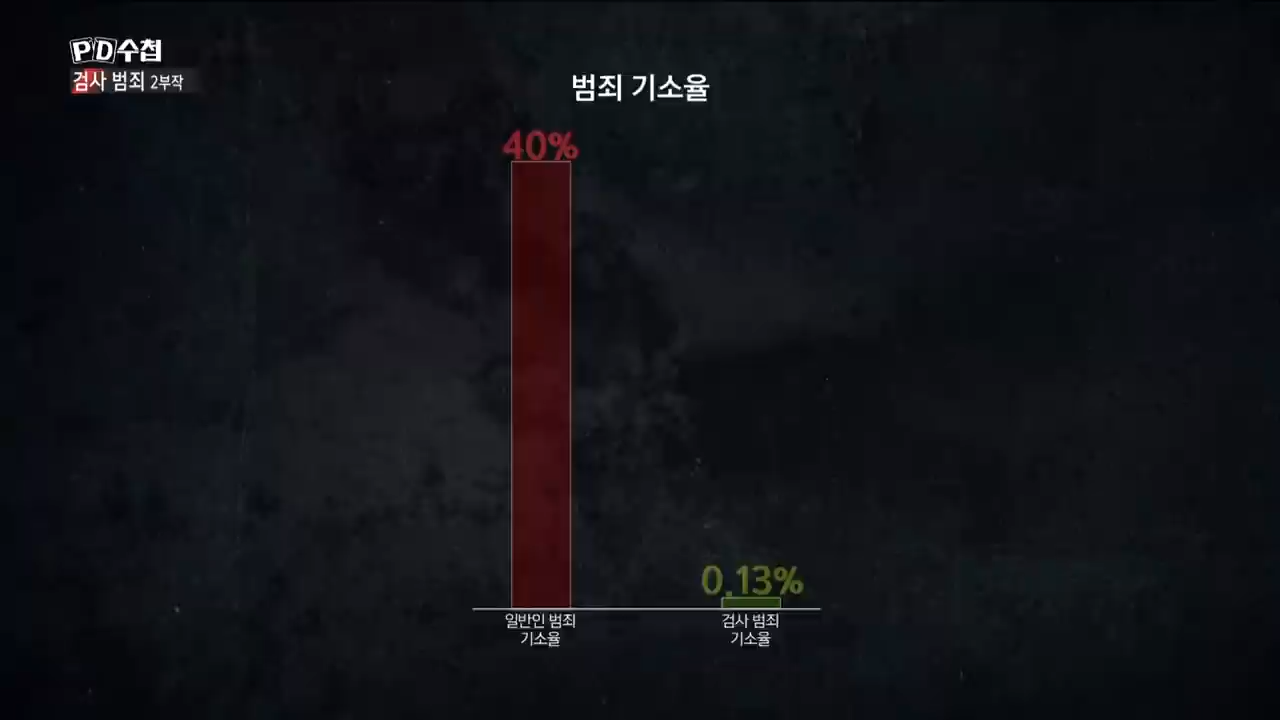 PD수첩
검사 범죄 2부작
범죄 기소율
40%
0.13%
일반인 범죄
기소율
검사 범죄
기소율